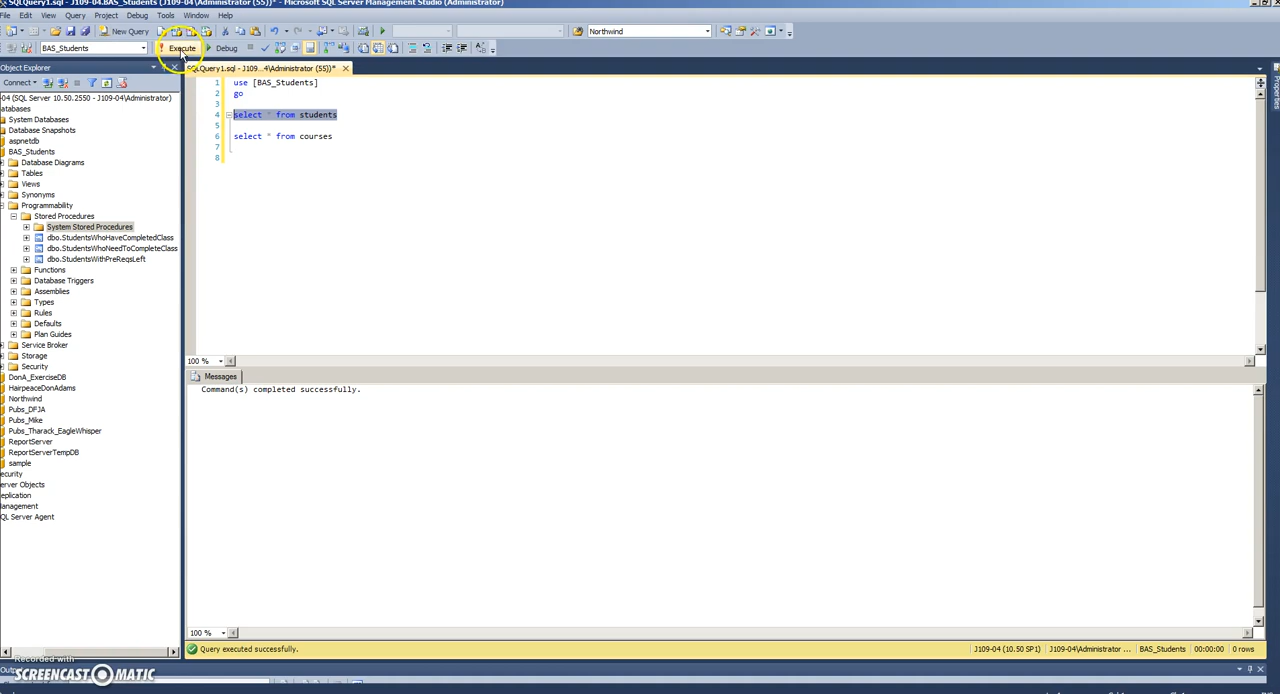 SQLQuery1.sql - J109-04.BAS_Students (J109-04\Administrator (55))* - Microsoft SQL Server Management Studio (Administrator)
Edit View Query Project Debug Tools Window Help
New Query Northwind
BAS_Students Execute Debug
Object Explorer
SQLQuery1.sql - J109...4\Administrator (55))*
Connect
-04 (SQL Server 10.50.2550 - J109-04\Administrator)
atabases
System Databases
Database Snapshots
aspnetdb
BAS_Students
Database Diagrams
Tables
Views
Synonyms
Programmability
Stored Procedures
System Stored Procedures
dbo.StudentsWhoHaveCompletedClass
dbo.StudentsWhoNeedToCompleteClass
dbo.StudentsWithPreReqsLeft
Functions
Database Triggers
Assemblies
Types
Rules
Defaults
Plan Guides
Service Broker
Storage
Security
DonA_ExerciseDB
HairpeaceDonAdams
Northwind
Pubs_DFJA
Pubs_Mike
Pubs_Tharack_EagleWhisper
ReportServer
ReportServerTempDB
sample
ecurity
erver Objects
eplication
anagement
QL Server Agent
1 use [BAS_Students]
2 go
3
4 select * from students
5
6 select * from courses
7
8
100 %
Messages
Command(s) completed successfully.
100 %
Query executed successfully. J109-04 (10.50 SP1) J109-04\Administrator ... BAS_Students 00:00:00 0 rows
Properties
Recorded with
SCREENCAST MATIC